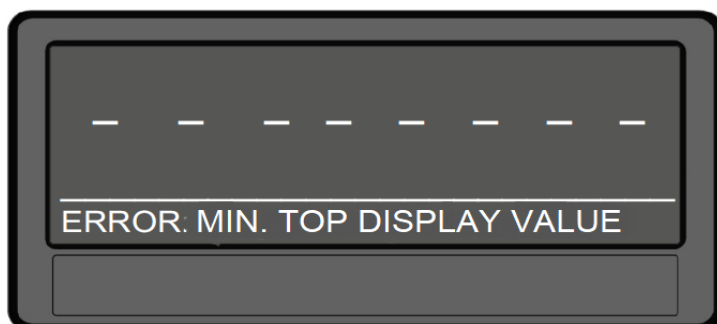 – – – – – – – –
ERROR: MIN. TOP DISPLAY VALUE